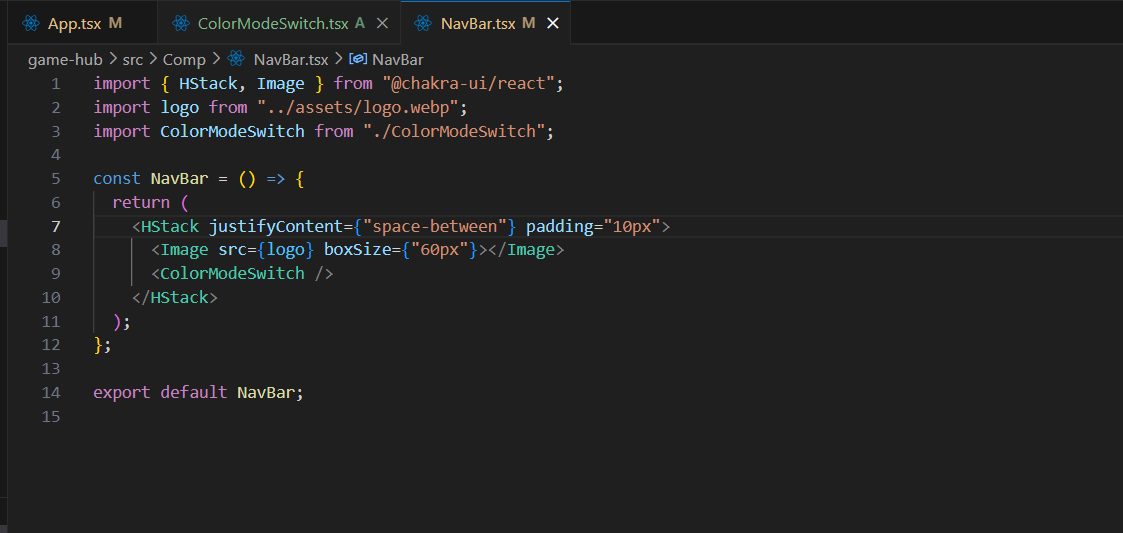 App.tsx M ColorModeSwitch.tsx A NavBar.tsx M
game-hub > src > Comp > NavBar.tsx > NavBar
1 import { HStack, Image } from "@chakra-ui/react";
2 import logo from "../assets/logo.webp";
3 import ColorModeSwitch from "./ColorModeSwitch";
4
5 const NavBar = () => {
6   return (
7     <HStack justifyContent={"space-between"} padding="10px">
8       <Image src={logo} boxSize={"60px"}></Image>
9       <ColorModeSwitch />
10     </HStack>
11   );
12 };
13
14 export default NavBar;
15